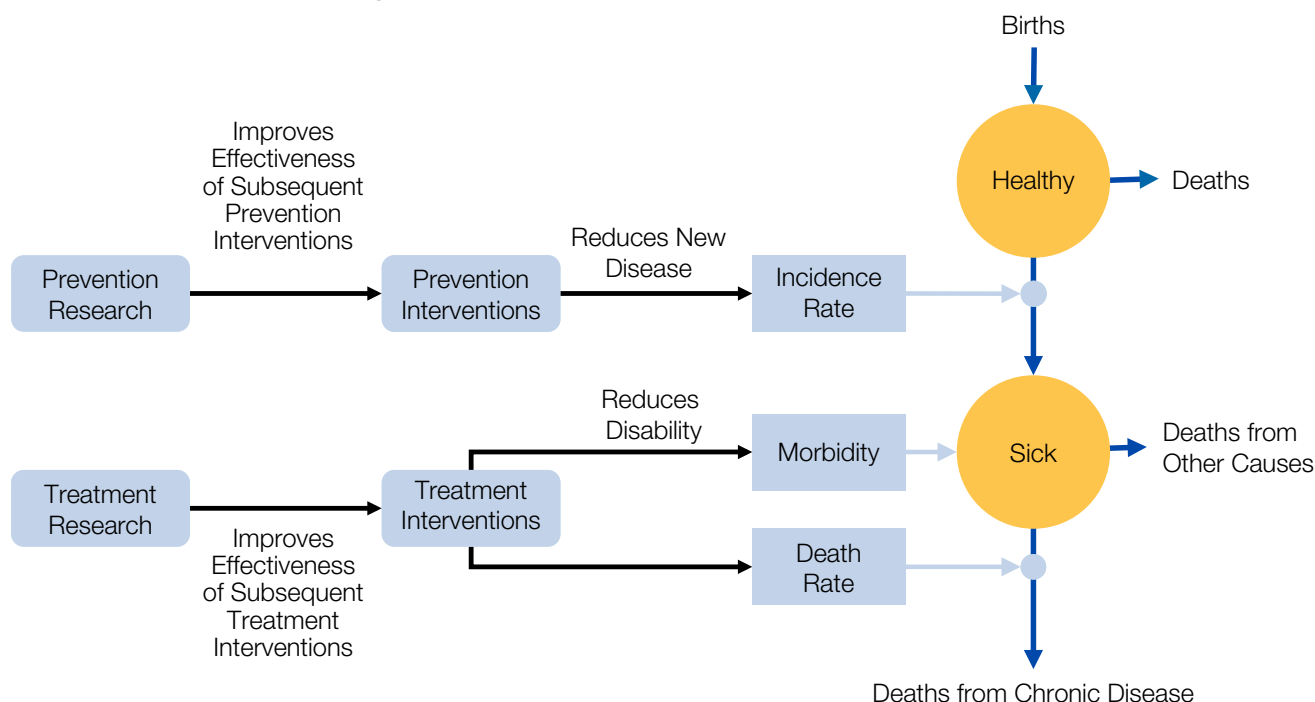 Births
Improves
Effectiveness
of Subsequent
Prevention
Interventions
Healthy
Deaths
Reduces New
Disease
Prevention
Research
Prevention
Interventions
Incidence
Rate
Reduces
Disability
Morbidity
Sick
Deaths from
Other Causes
Treatment
Research
Treatment
Interventions
Improves
Effectiveness
of Subsequent
Treatment
Interventions
Death
Rate
Deaths from Chronic Disease